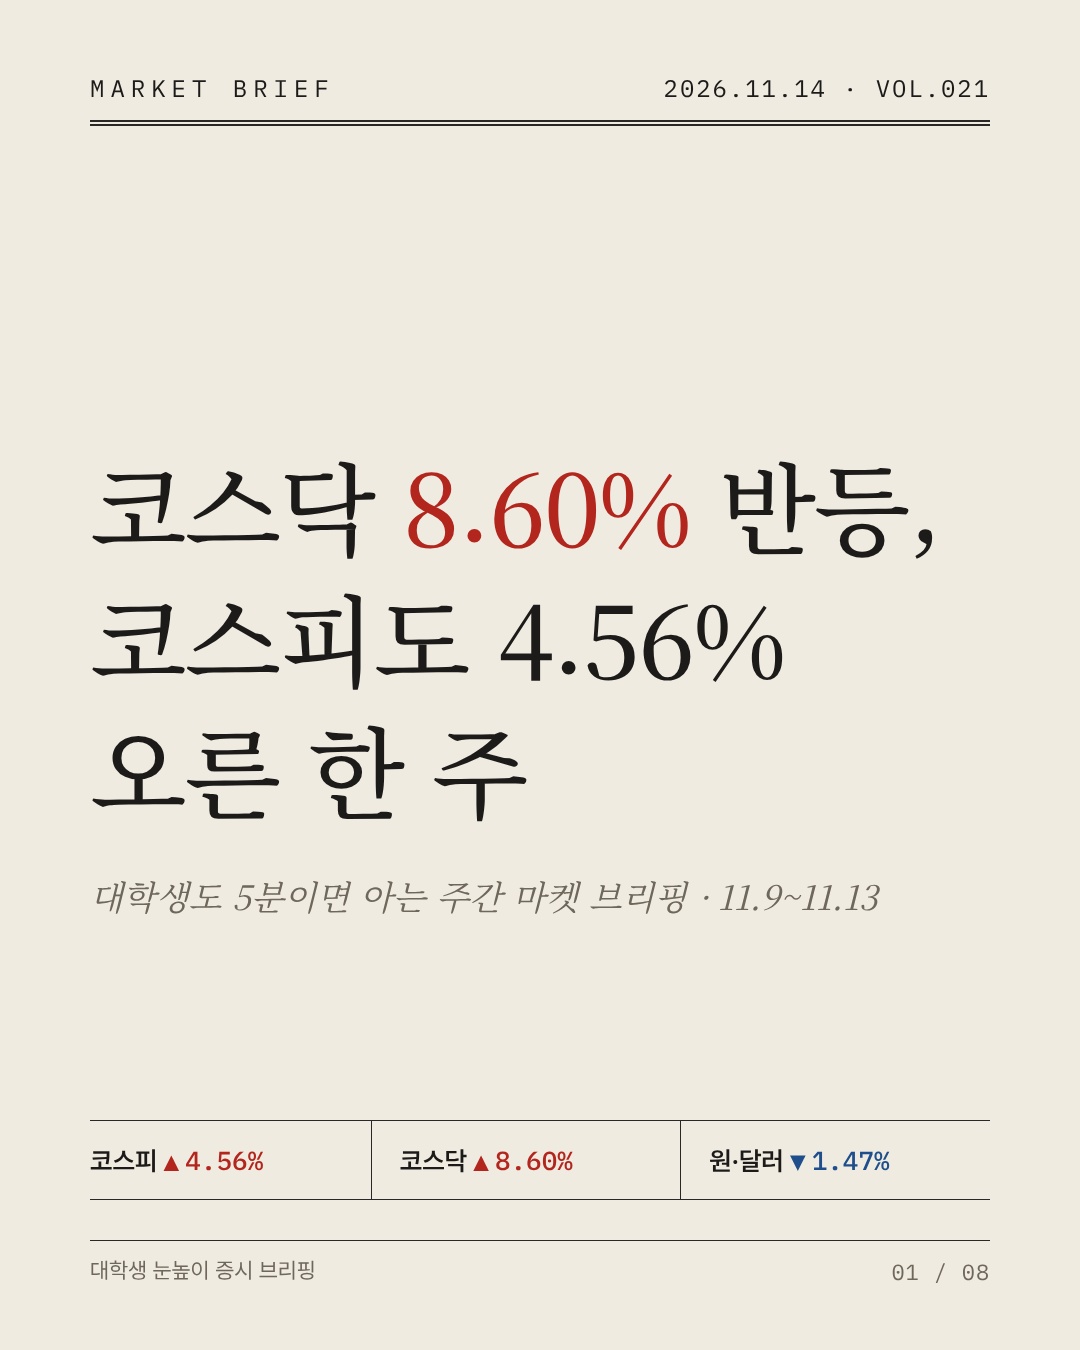 MARKET BRIEF 2026.11.14 · VOL.021
코스닥 8.60% 반등,
코스피도 4.56%
오른 한 주
대학생도 5분이면 아는 주간 마켓 브리핑 · 11.9~11.13
코스피 ▲ 4.56% 코스닥 ▲ 8.60% 원·달러 ▼ 1.47%
대학생 눈높이 증시 브리핑 01 / 08